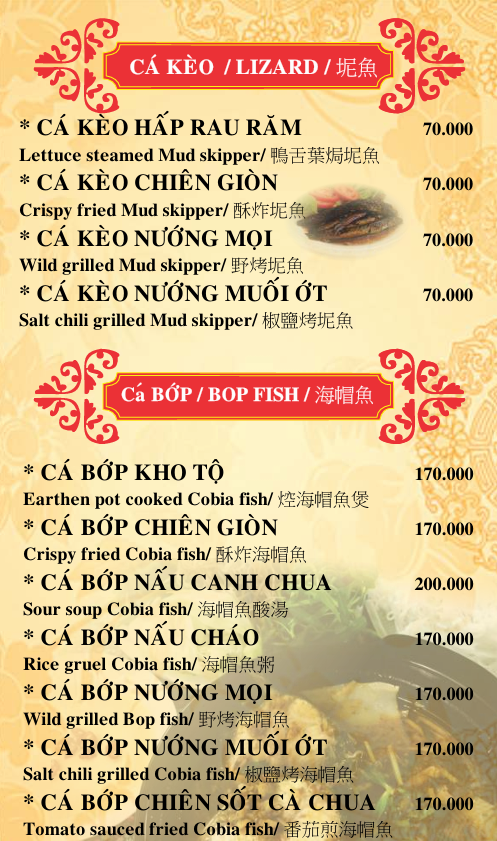 CÁ KÈO / LIZARD / 坭魚
* CÁ KÈO HẤP RAU RĂM 70.000
Lettuce steamed Mud skipper/ 鴨舌葉焗坭魚
* CÁ KÈO CHIÊN GIÒN 70.000
Crispy fried Mud skipper/ 酥炸坭魚
* CÁ KÈO NƯỚNG MỌI 70.000
Wild grilled Mud skipper/ 野烤坭魚
* CÁ KÈO NƯỚNG MUỐI ỚT 70.000
Salt chili grilled Mud skipper/ 椒鹽烤坭魚
Cá BỚP / BOP FISH / 海帽魚
* CÁ BỚP KHO TỘ 170.000
Earthen pot cooked Cobia fish/ 焢海帽魚煲
* CÁ BỚP CHIÊN GIÒN 170.000
Crispy fried Cobia fish/ 酥炸海帽魚
* CÁ BỚP NẤU CANH CHUA 200.000
Sour soup Cobia fish/ 海帽魚酸湯
* CÁ BỚP NẤU CHÁO 170.000
Rice gruel Cobia fish/ 海帽魚粥
* CÁ BỚP NƯỚNG MỌI 170.000
Wild grilled Bop fish/ 野烤海帽魚
* CÁ BỚP NƯỚNG MUỐI ỚT 170.000
Salt chili grilled Cobia fish/ 椒鹽烤海帽魚
* CÁ BỚP CHIÊN SỐT CÀ CHUA 170.000
Tomato sauced fried Cobia fish/ 番茄煎海帽魚